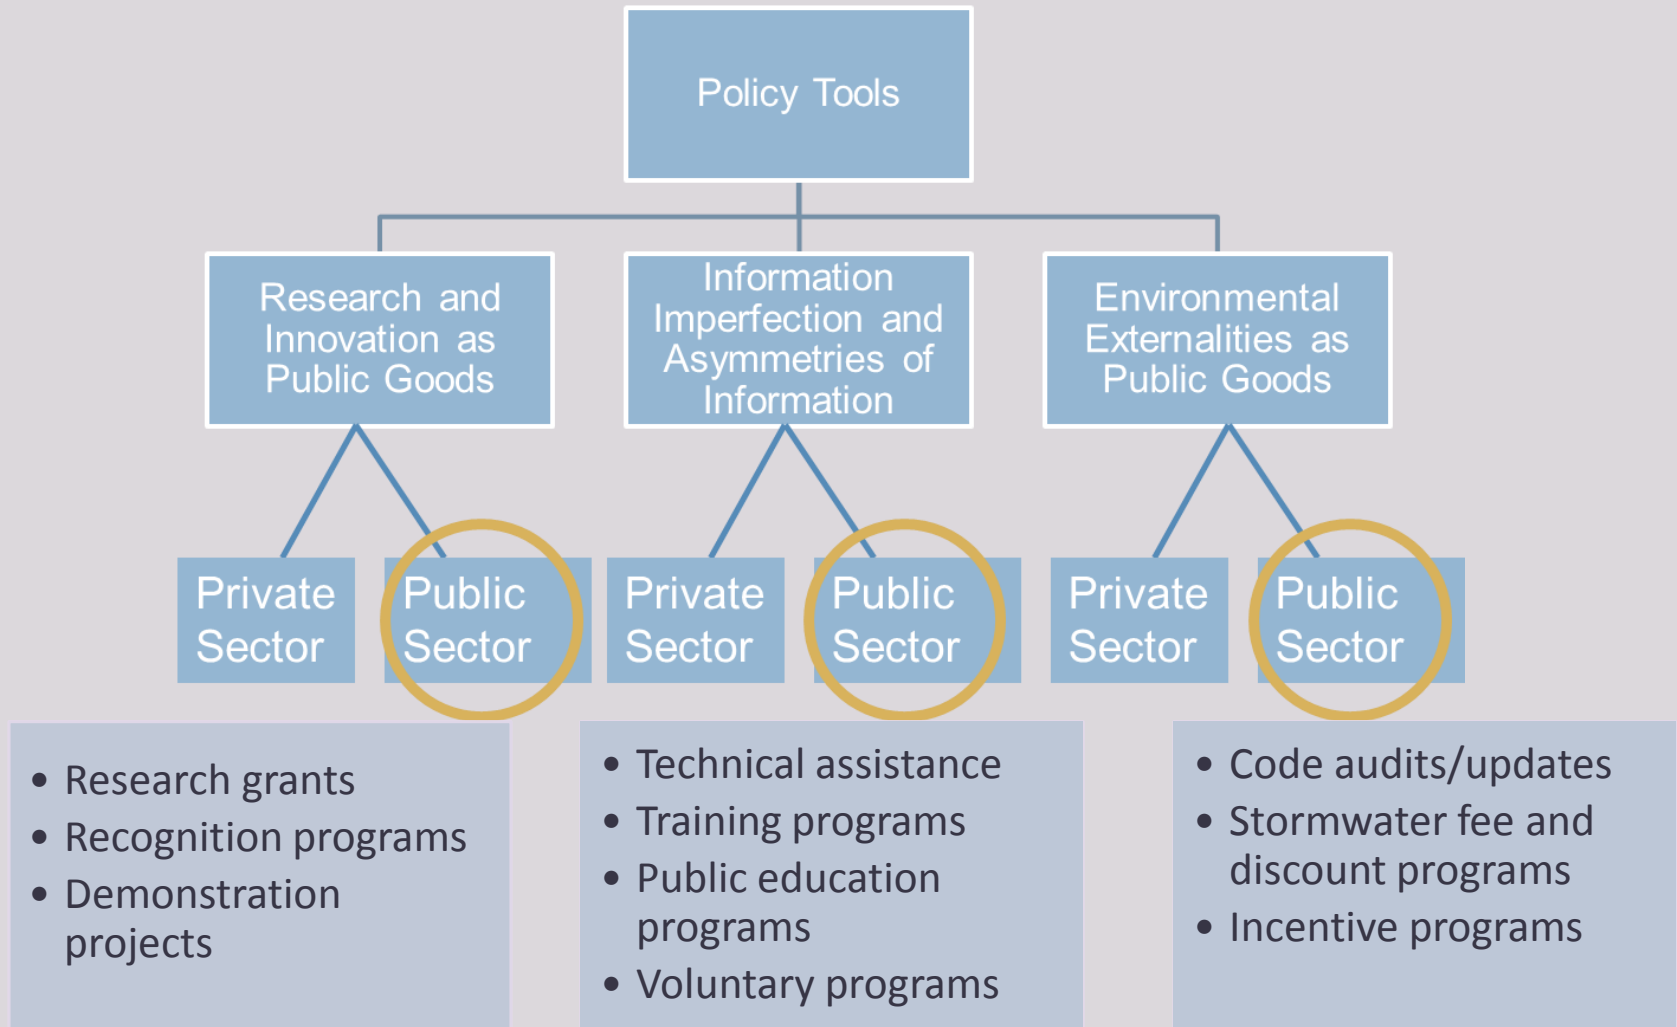 Policy Tools
Research and
Innovation as
Public Goods
Information
Imperfection and
Asymmetries of
Information
Environmental
Externalities as
Public Goods
Private
Sector
Public
Sector
Private
Sector
Public
Sector
Private
Sector
Public
Sector
• Research grants
• Recognition programs
• Demonstration
projects
• Technical assistance
• Training programs
• Public education
programs
• Voluntary programs
• Code audits/updates
• Stormwater fee and
discount programs
• Incentive programs